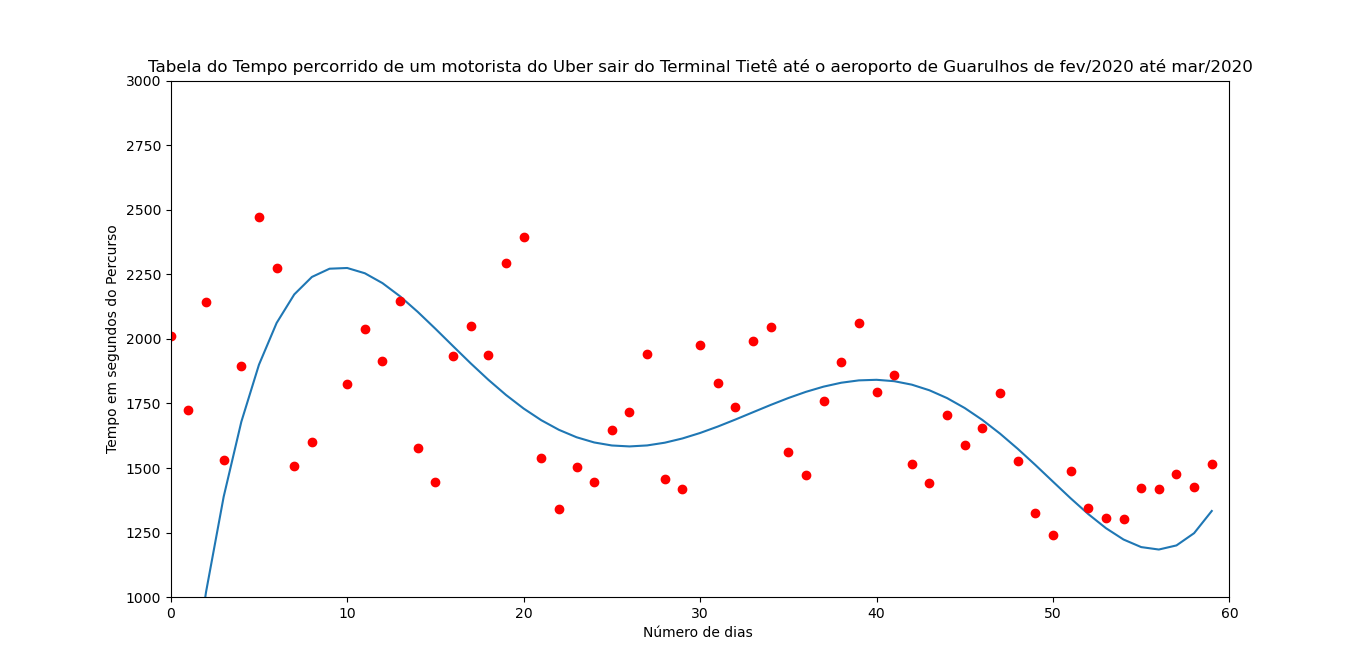 Tabela do Tempo percorrido de um motorista do Uber sair do Terminal Tietê até o aeroporto de Guarulhos de fev/2020 até mar/2020
3000
2750
2500
2250
2000
1750
1500
1250
1000
Tempo em segundos do Percurso
0 10 20 30 40 50 60
Número de dias